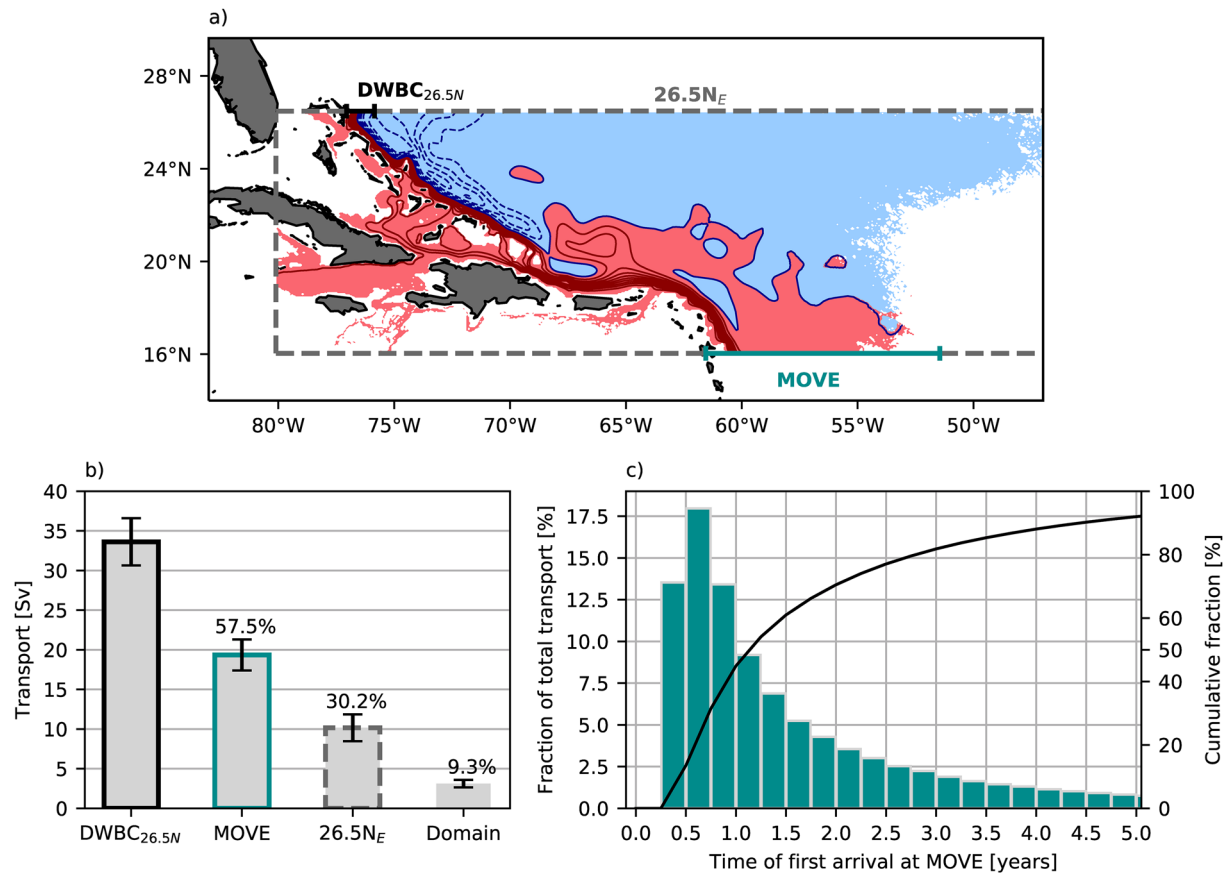 a)
28°N
24°N
20°N
16°N
DWBC26.5N
26.5NE
MOVE
80°W 75°W 70°W 65°W 60°W 55°W 50°W
b)
Transport [Sv]
40
35
30
25
20
15
10
5
0
57.5%
30.2%
9.3%
DWBC26.5N MOVE 26.5NE Domain
c)
Fraction of total transport [%]
17.5
15.0
12.5
10.0
7.5
5.0
2.5
0.0
100
80
60
40
20
0
Cumulative fraction [%]
0.0 0.5 1.0 1.5 2.0 2.5 3.0 3.5 4.0 4.5 5.0
Time of first arrival at MOVE [years]